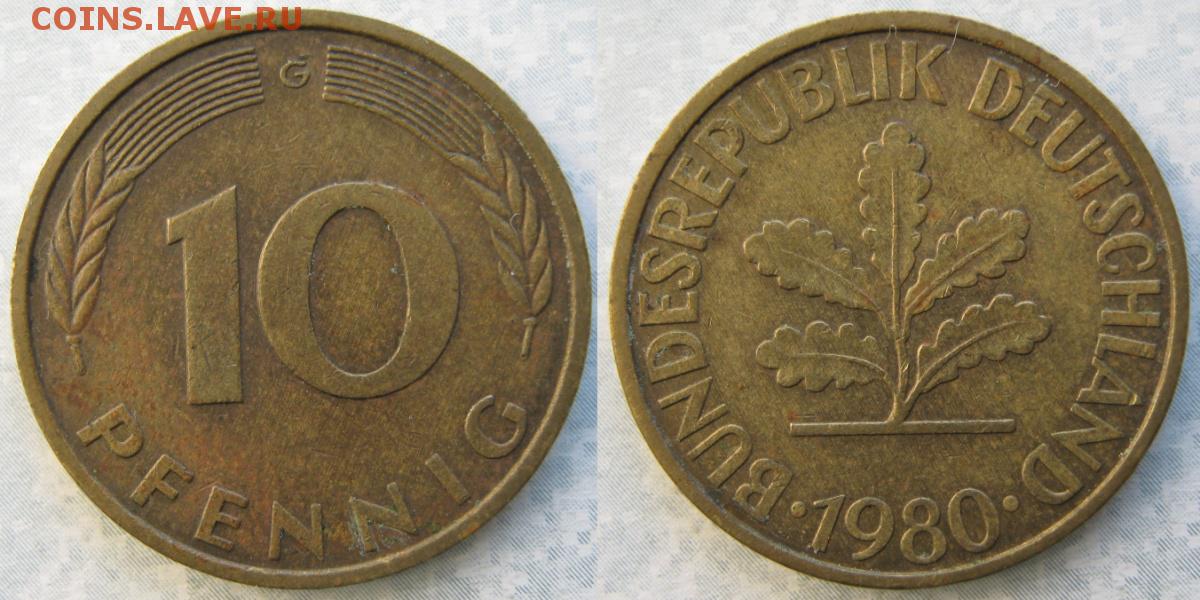 COINS.LAVE.RU
G
10
PFENNIG
BUNDESREPUBLIK DEUTSCHLAND
· 1980 ·